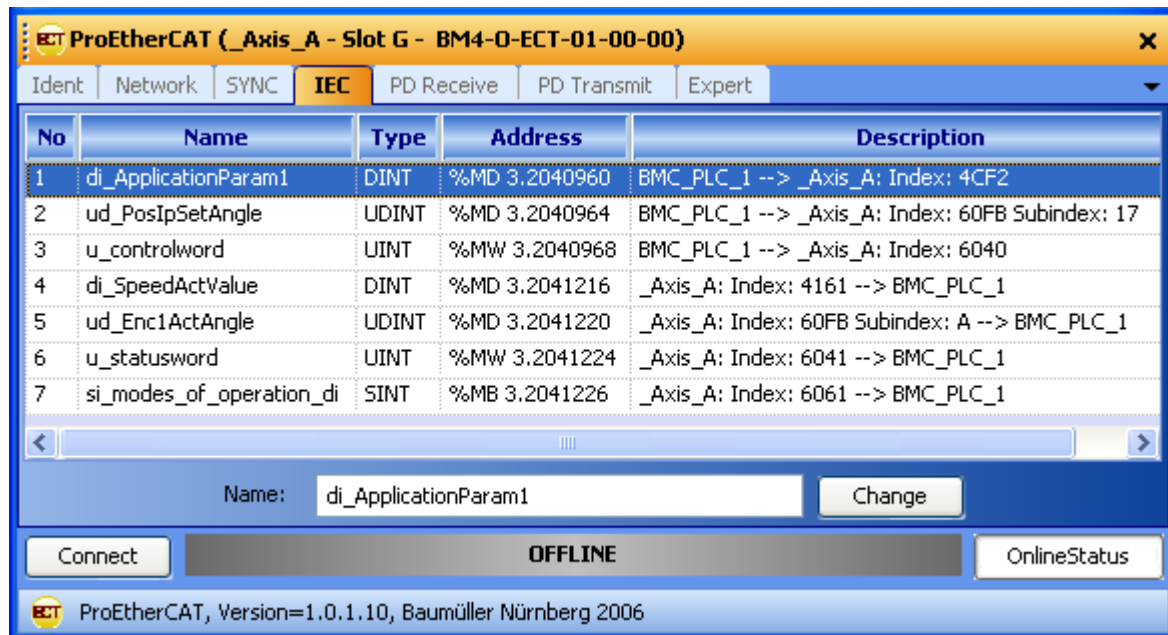 ECT ProEtherCAT (_Axis_A - Slot G - BM4-O-ECT-01-00-00)
Ident Network SYNC IEC PD Receive PD Transmit Expert
No Name Type Address Description
1 di_ApplicationParam1 DINT %MD 3.2040960 BMC_PLC_1 --> _Axis_A: Index: 4CF2
2 ud_PosIpSetAngle UDINT %MD 3.2040964 BMC_PLC_1 --> _Axis_A: Index: 60FB Subindex: 17
3 u_controlword UINT %MW 3.2040968 BMC_PLC_1 --> _Axis_A: Index: 6040
4 di_SpeedActValue DINT %MD 3.2041216 _Axis_A: Index: 4161 --> BMC_PLC_1
5 ud_Enc1ActAngle UDINT %MD 3.2041220 _Axis_A: Index: 60FB Subindex: A --> BMC_PLC_1
6 u_statusword UINT %MW 3.2041224 _Axis_A: Index: 6041 --> BMC_PLC_1
7 si_modes_of_operation_di SINT %MB 3.2041226 _Axis_A: Index: 6061 --> BMC_PLC_1
Name: di_ApplicationParam1 Change
Connect OFFLINE OnlineStatus
ECT ProEtherCAT, Version=1.0.1.10, Baumüller Nürnberg 2006